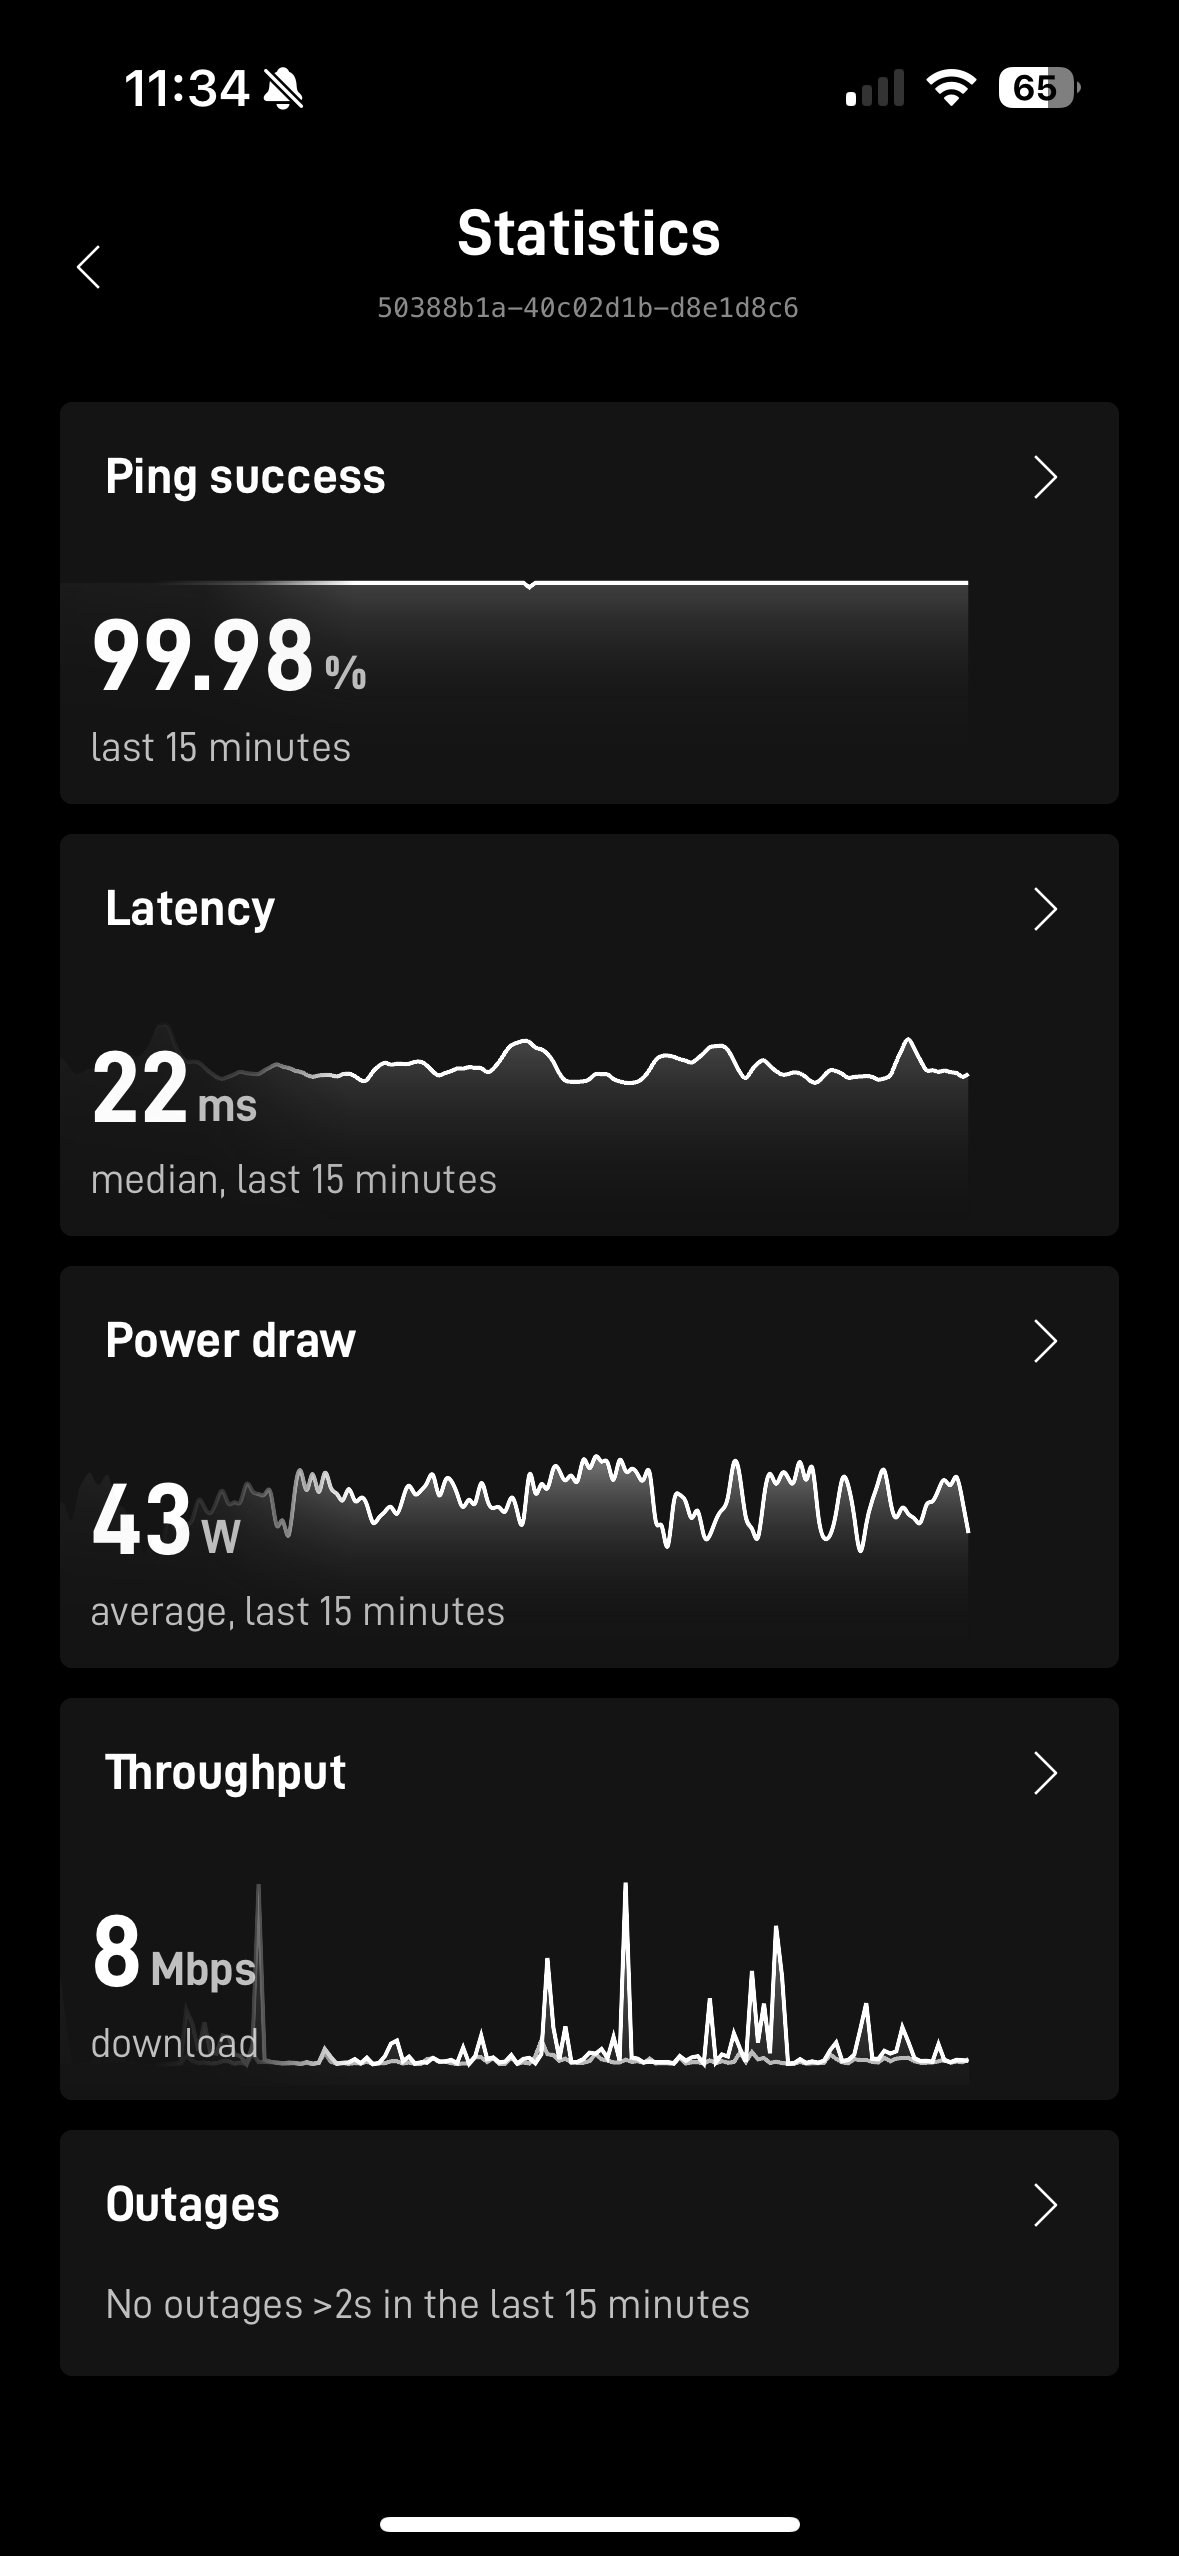 11:34
65
Statistics
50388b1a-40c02d1b-d8e1d8c6
Ping success
99.98 %
last 15 minutes
Latency
22 ms
median, last 15 minutes
Power draw
43 W
average, last 15 minutes
Throughput
8 Mbps
download
Outages
No outages >2s in the last 15 minutes